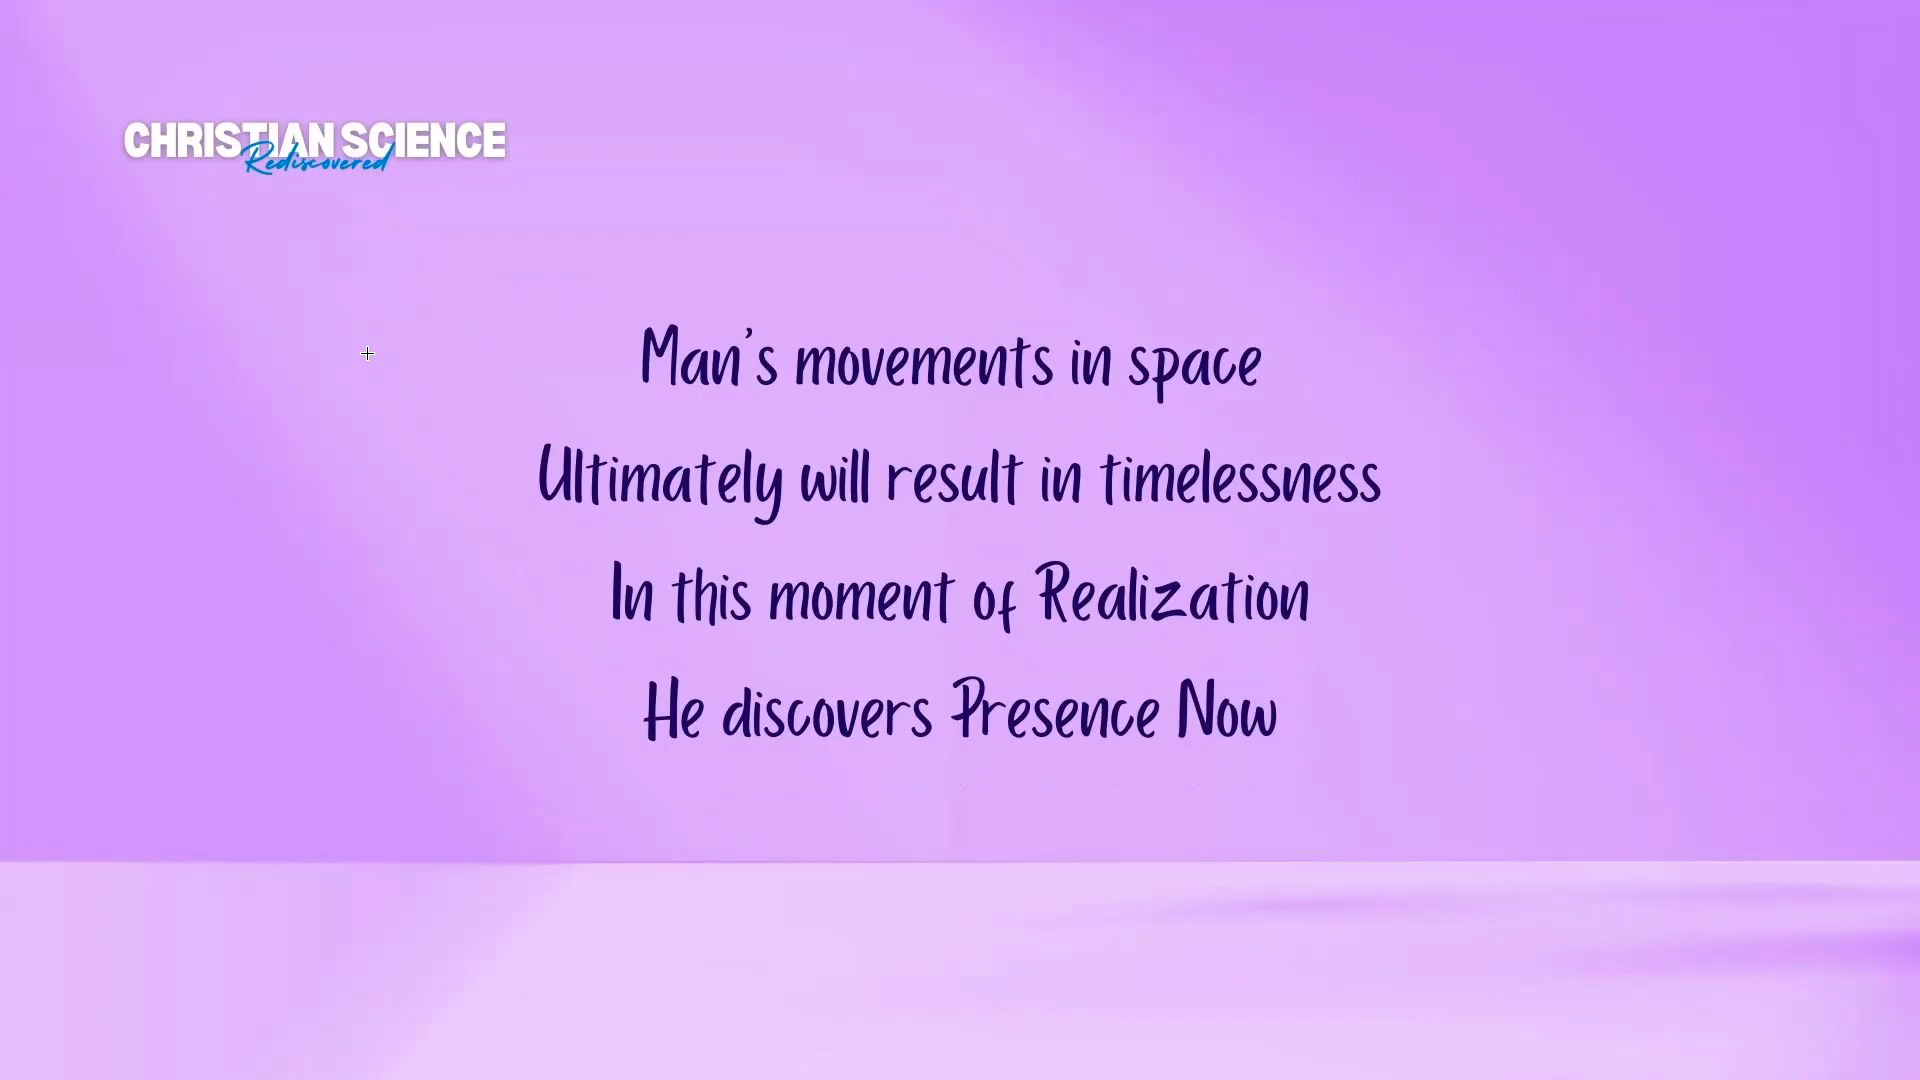 CHRISTIAN SCIENCE
Rediscovered
Man's movements in space
Ultimately will result in timelessness
In this moment of Realization
He discovers Presence Now